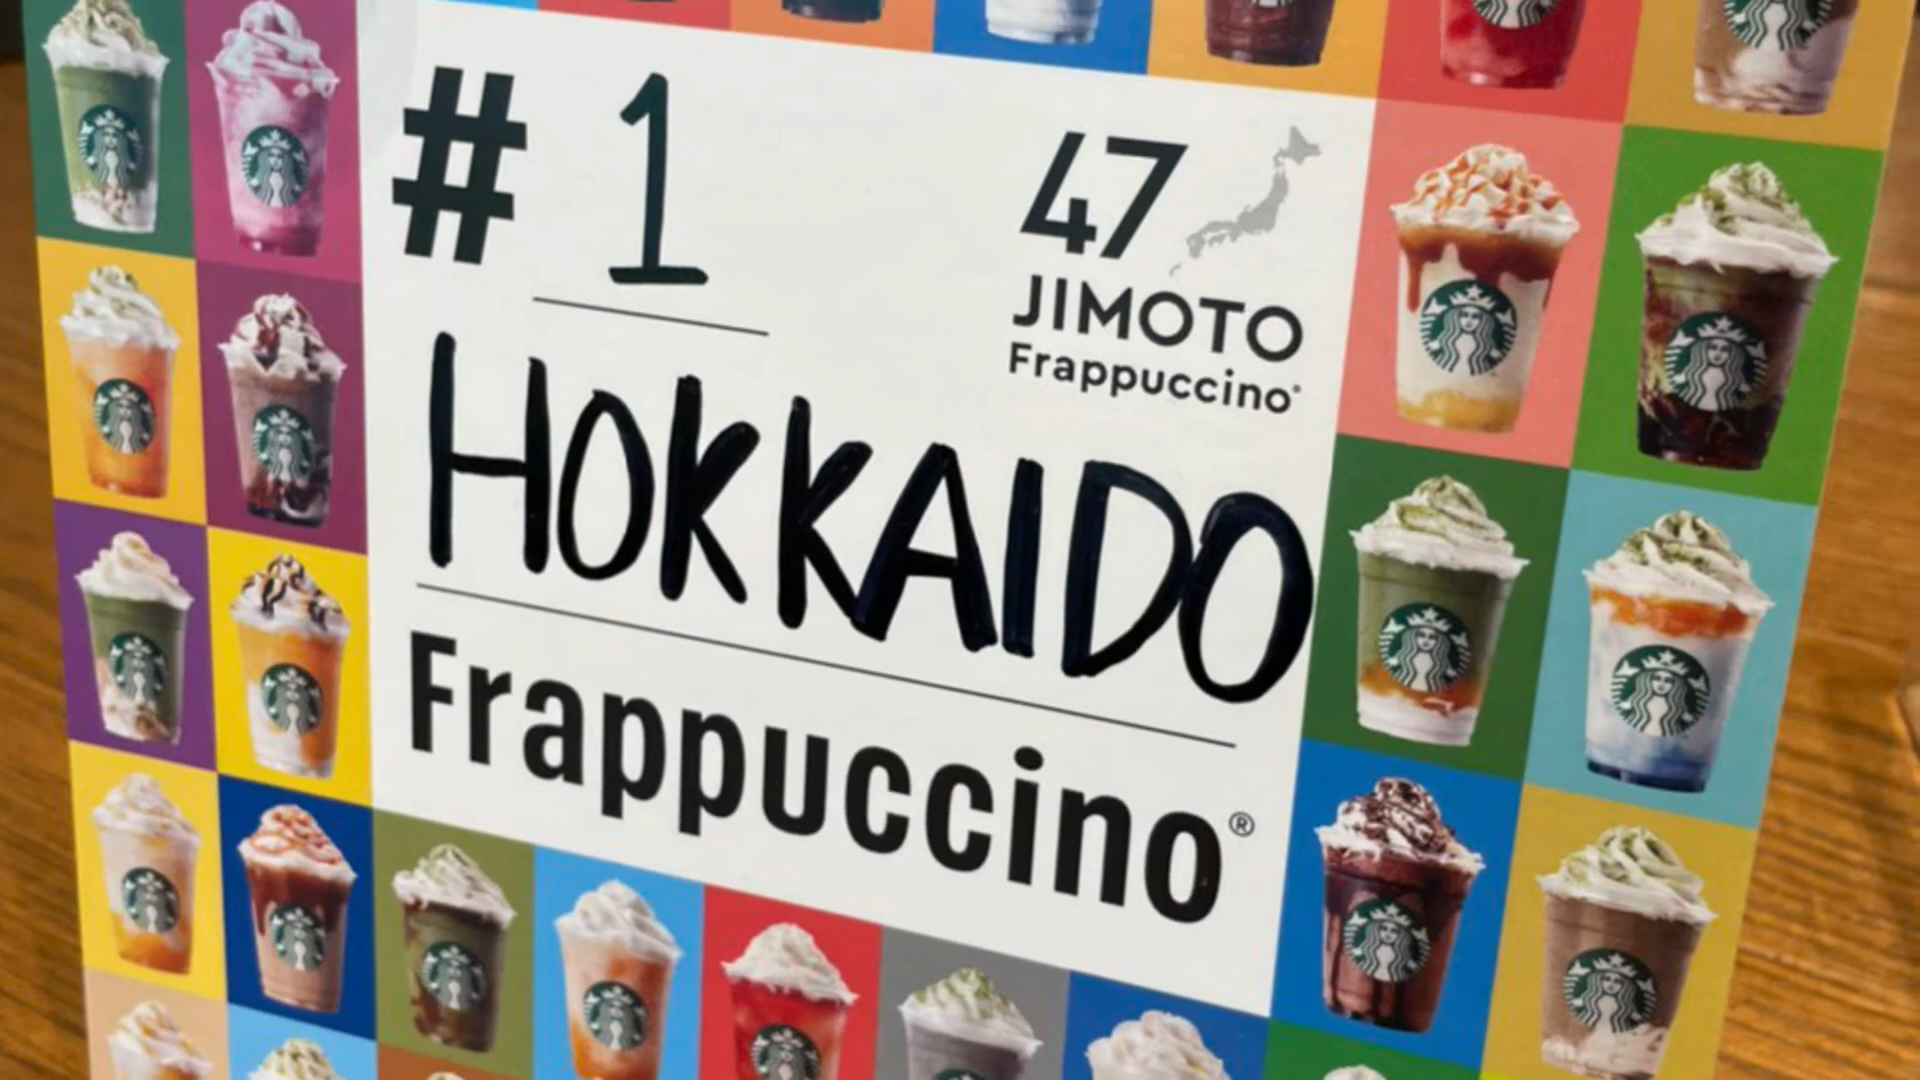 # 1
47
JIMOTO
Frappuccino®
HOKKAIDO
Frappuccino®